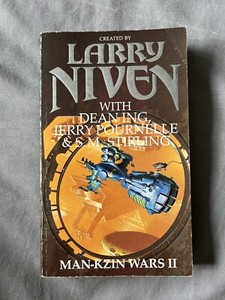 CREATED BY
LARRY
NIVEN
WITH
DEAN ING,
JERRY POURNELLE
& S.M. STIRLING
MAN-KZIN WARS II